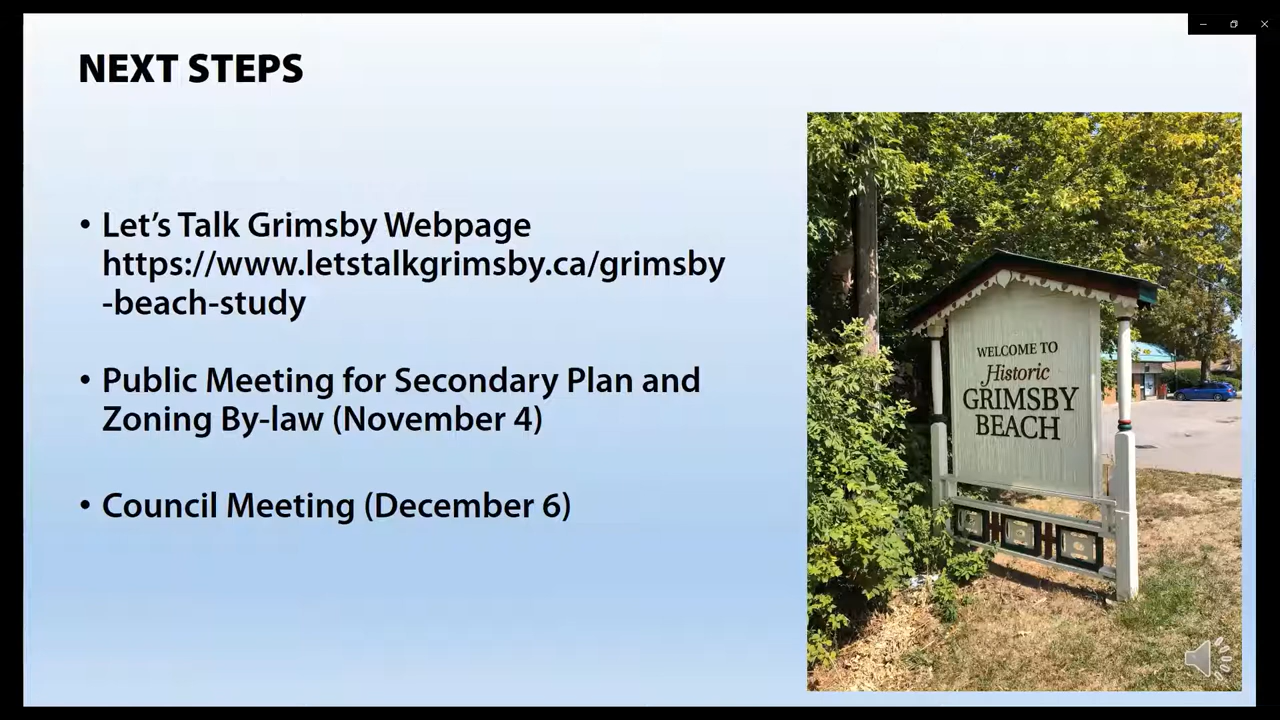 NEXT STEPS
• Let’s Talk Grimsby Webpage
https://www.letstalkgrimsby.ca/grimsby
-beach-study
• Public Meeting for Secondary Plan and
Zoning By-law (November 4)
• Council Meeting (December 6)
WELCOME TO
Historic
GRIMSBY
BEACH